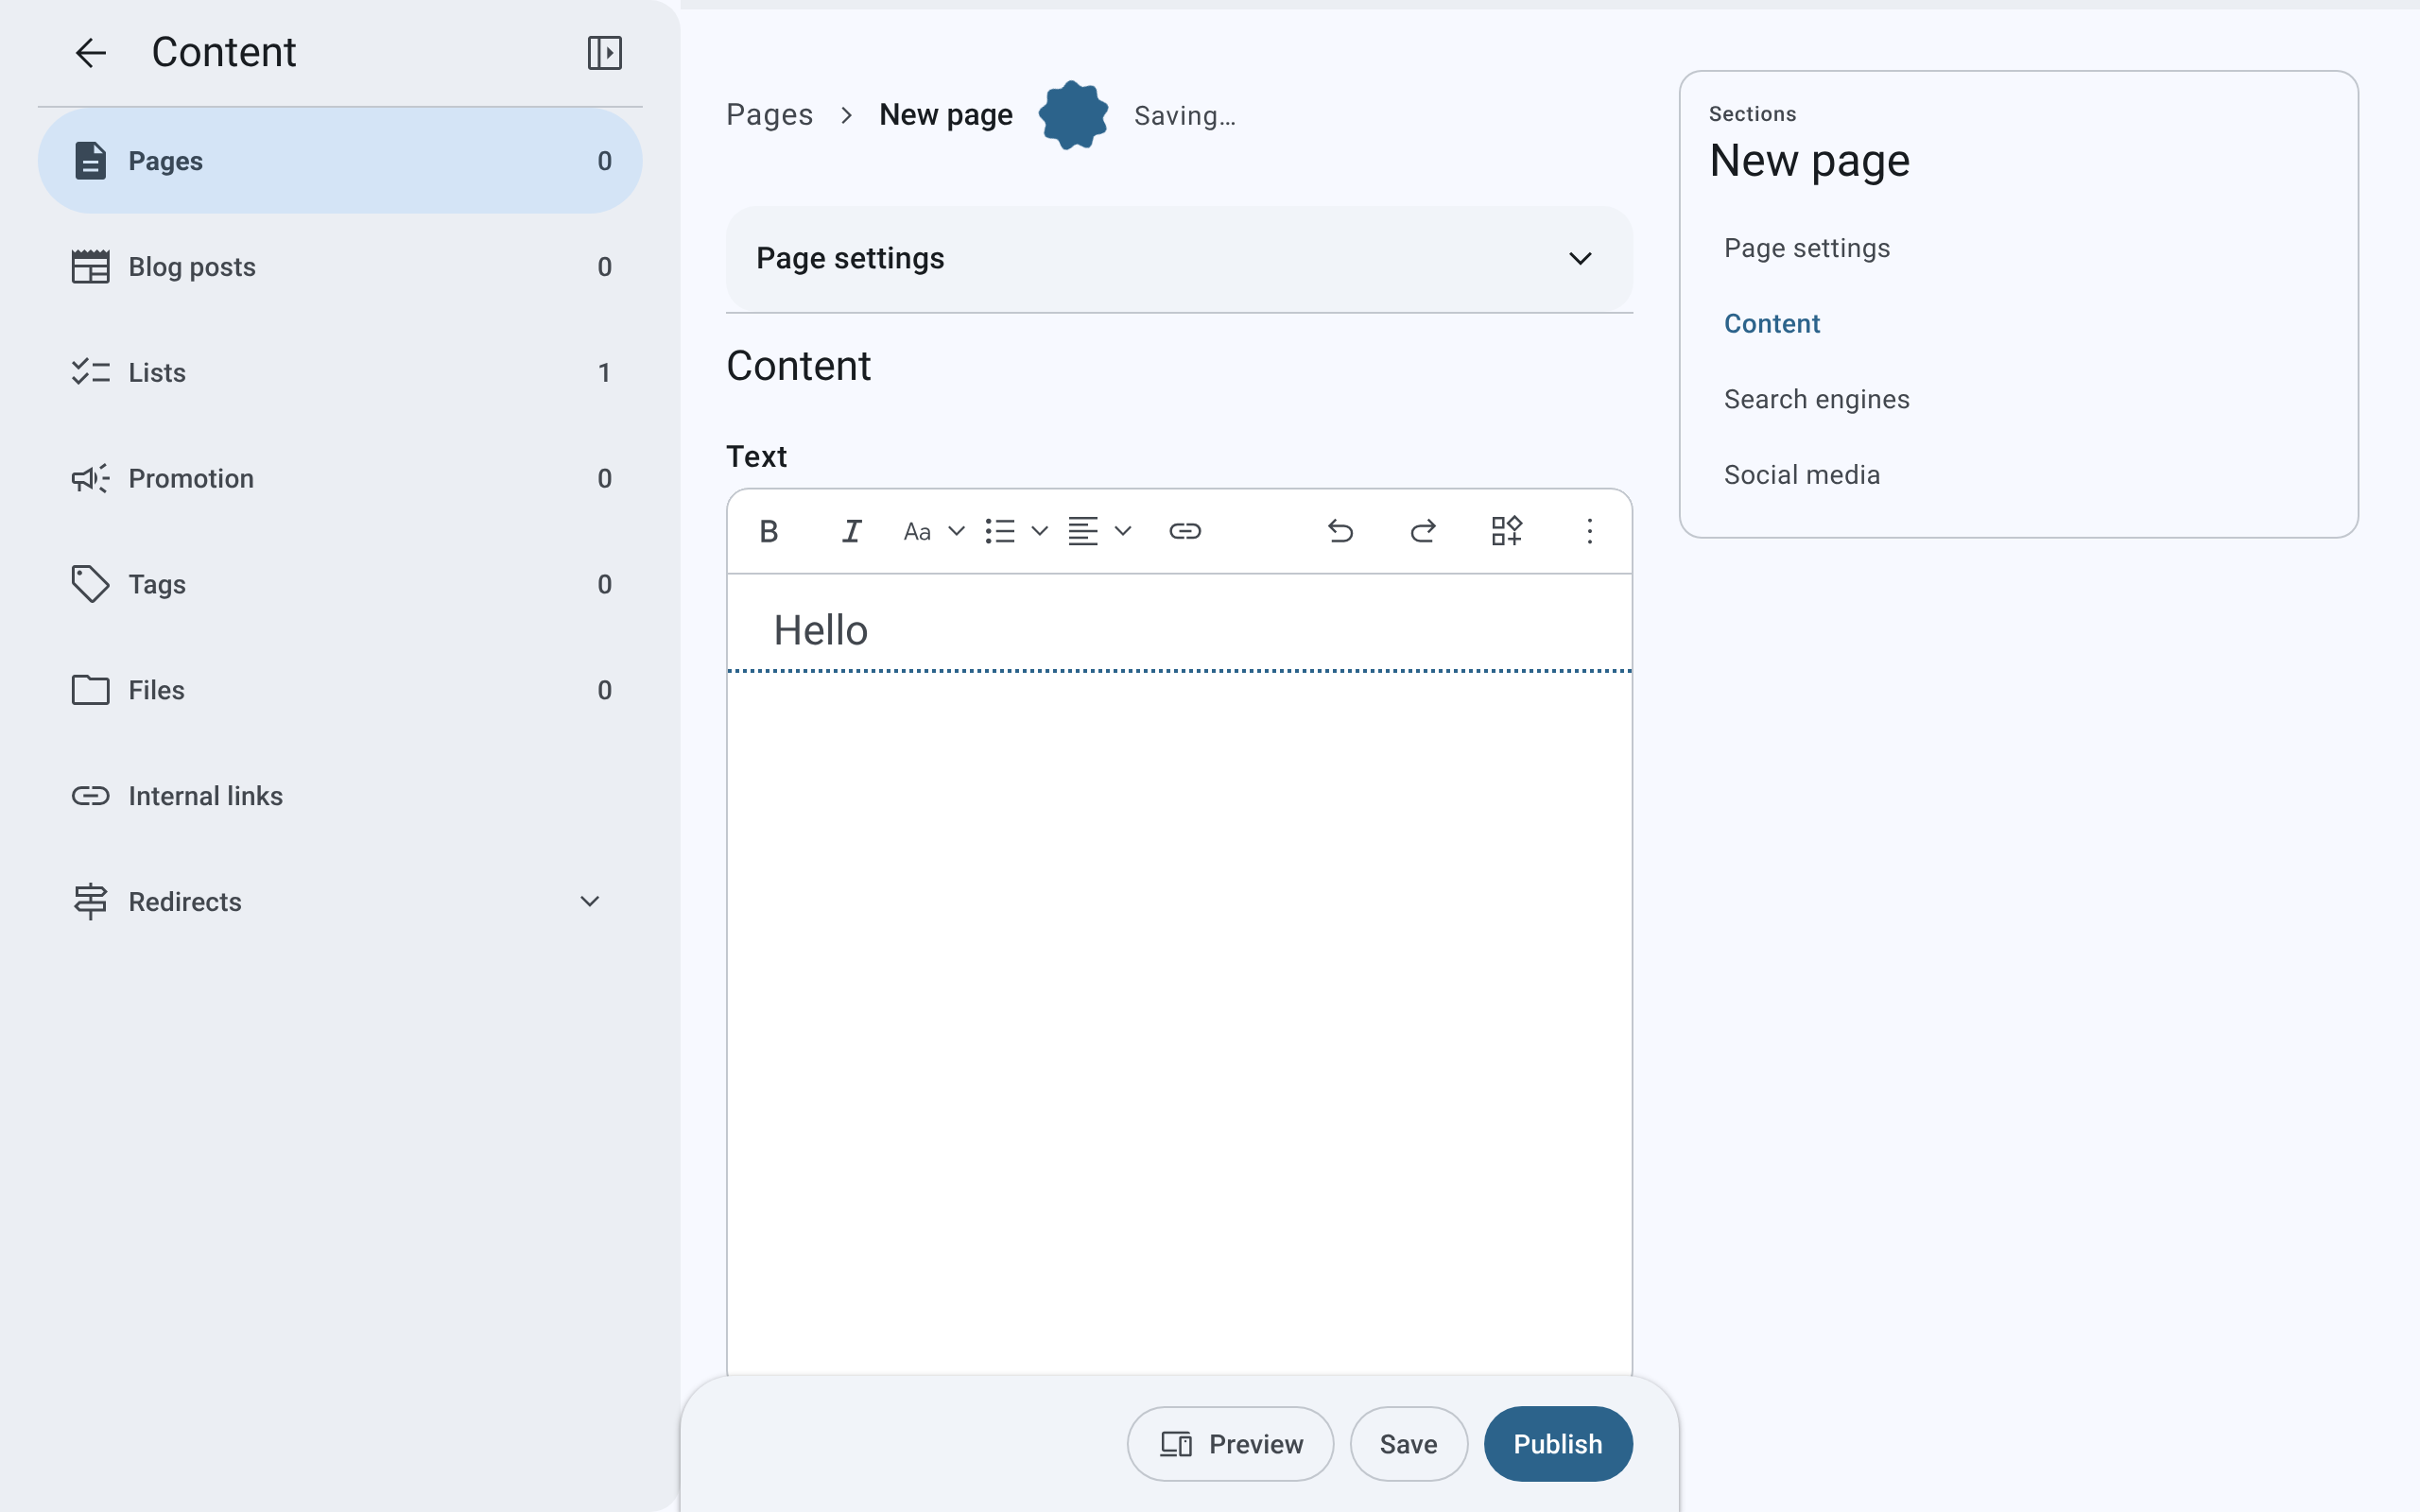 Content
Pages 0
Blog posts 0
Lists 1
Promotion 0
Tags 0
Files 0
Internal links
Redirects
Pages > New page Saving…
Page settings
Content
Text
B I Aa
Hello
Preview Save Publish
Sections
New page
Page settings
Content
Search engines
Social media